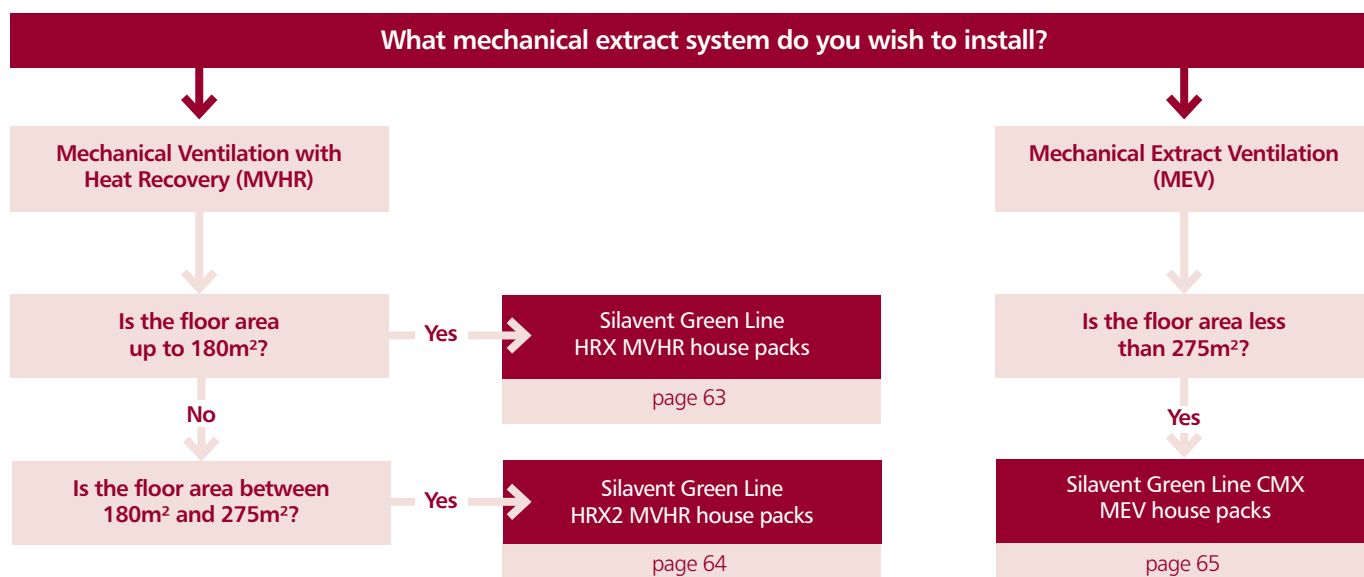 What mechanical extract system do you wish to install?
Mechanical Ventilation with
Heat Recovery (MVHR)
Mechanical Extract Ventilation
(MEV)
Is the floor area
up to 180m²?
Yes
Silavent Green Line
HRX MVHR house packs
page 63
Is the floor area less
than 275m²?
No
Yes
Is the floor area between
180m² and 275m²?
Yes
Silavent Green Line
HRX2 MVHR house packs
page 64
Silavent Green Line CMX
MEV house packs
page 65